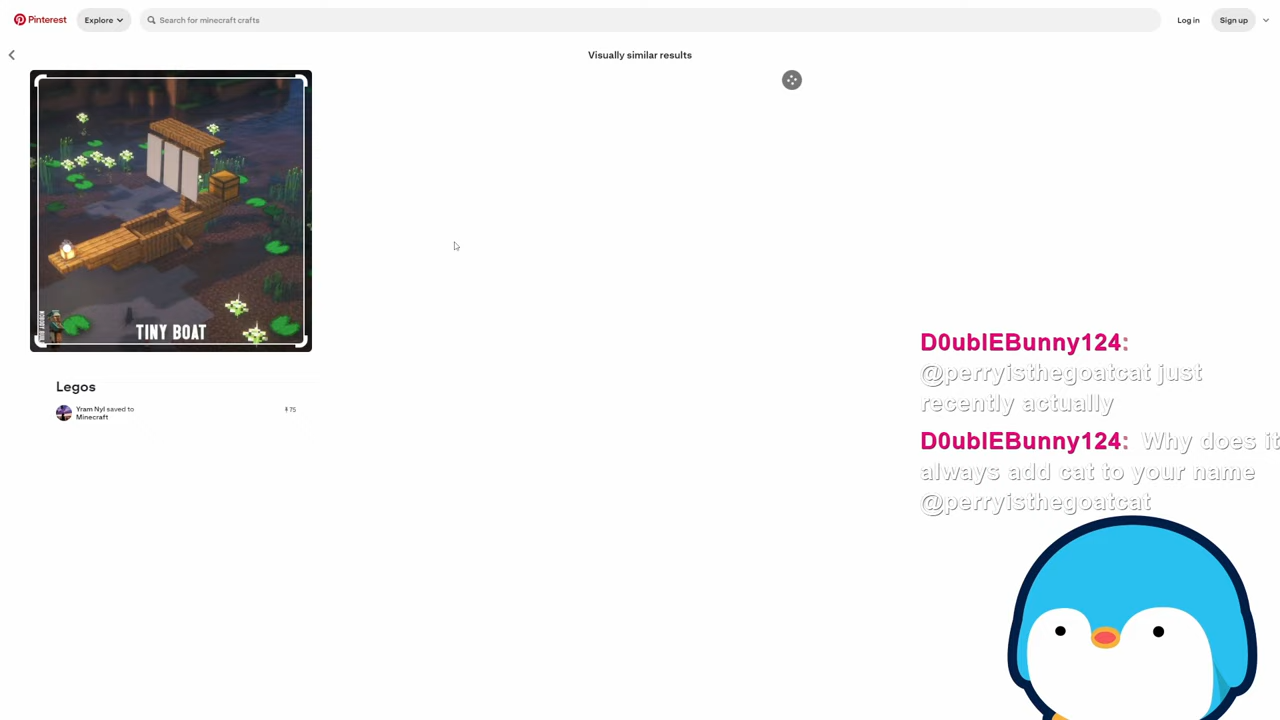 Pinterest
Explore
Search for minecraft crafts
Log in
Sign up
Visually similar results
TINY BOAT
Legos
Yram Nyl saved to
Minecraft
75
D0ublEBunny124:
@perryisthegoatcat just
recently actually
D0ublEBunny124: Why does it
always add cat to your name
@perryisthegoatcat